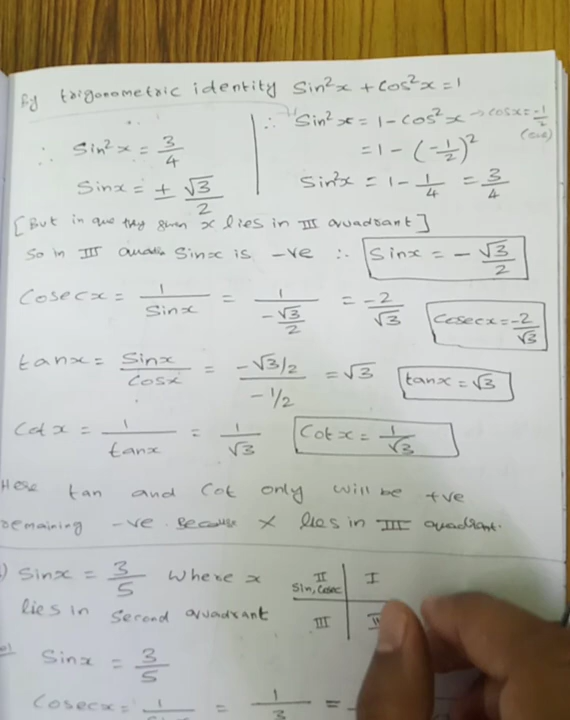 By trigonometric identity Sin²x + Cos²x = 1
∴ Sin²x = 1 - Cos²x → cosx = -1/2
(que)
∴ Sin²x = 3/4
= 1 - (-1/2)²
Sinx = ± √3/2
Sin²x = 1 - 1/4 = 3/4
[But in que they given x lies in III quadrant]
So in III quad Sinx is -ve ∴ Sinx = - √3/2
Cosecx = 1/Sinx = 1/(-√3/2) = -2/√3
Cosecx = -2/√3
tanx = Sinx/Cosx = (-√3/2)/(-1/2) = √3
tanx = √3
Cotx = 1/tanx = 1/√3
Cotx = 1/√3
Here tan and Cot only will be +ve
remaining -ve. Because x lies in III quadrant.
) Sinx = 3/5 Where x
lies in Second quadrant
II I
Sin, Cosec
III
Sinx = 3/5
Cosecx = 1/ = 1/3 =